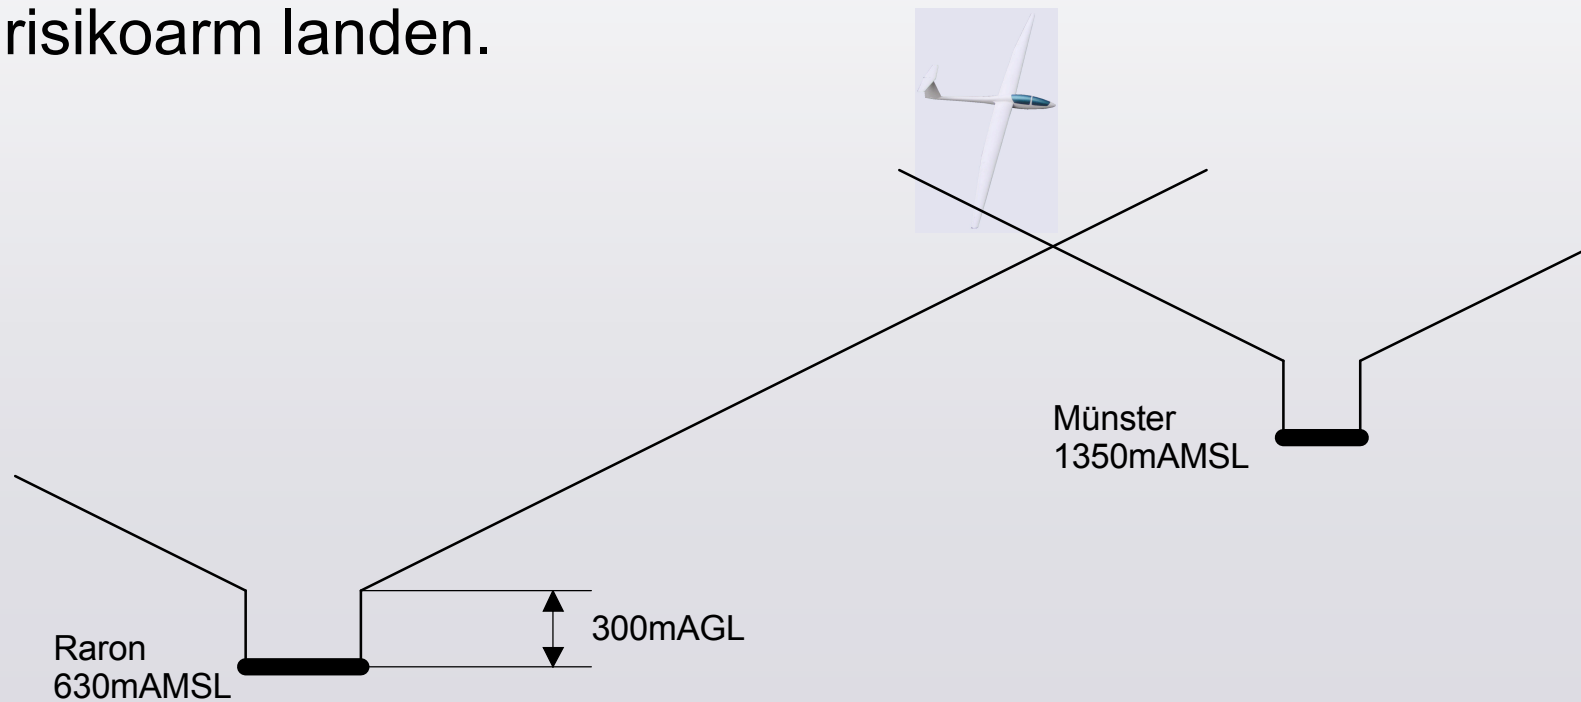 risikoarm landen.
Münster
1350mAMSL
300mAGL
Raron
630mAMSL